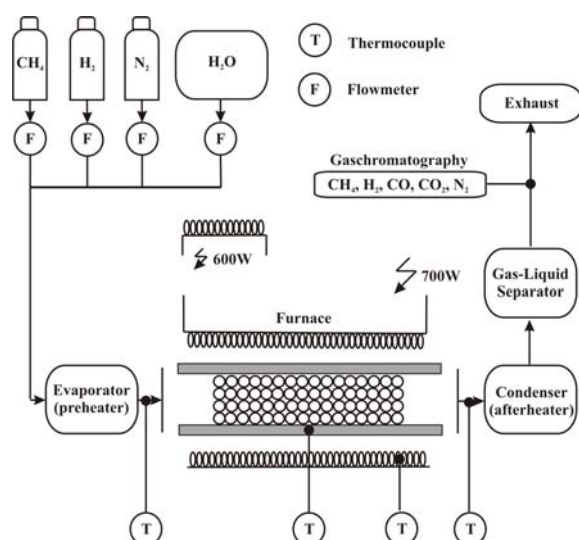 CH₄
H₂
N₂
H₂O
T
Thermocouple
F
Flowmeter
F
F
F
F
Exhaust
Gaschromatography
CH₄, H₂, CO, CO₂, N₂
600W
700W
Gas-Liquid
Separator
Furnace
Evaporator
(preheater)
Condenser
(afterheater)
T
T
T
T